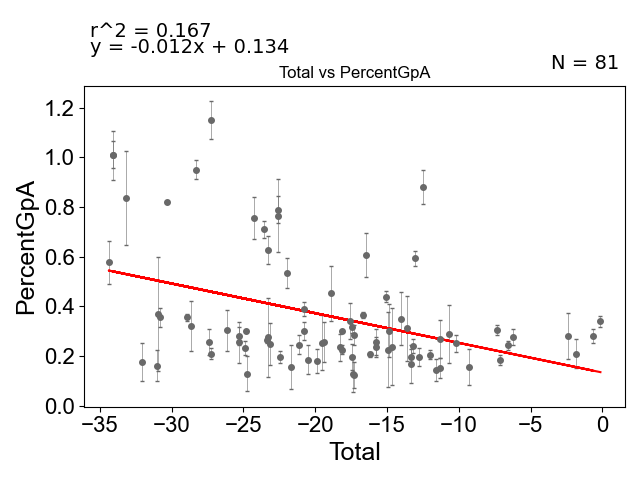 r^2 = 0.167
y = -0.012x + 0.134
N = 81
Total vs PercentGpA
PercentGpA
1.2
1.0
0.8
0.6
0.4
0.2
0.0
−35 −30 −25 −20 −15 −10 −5 0
Total